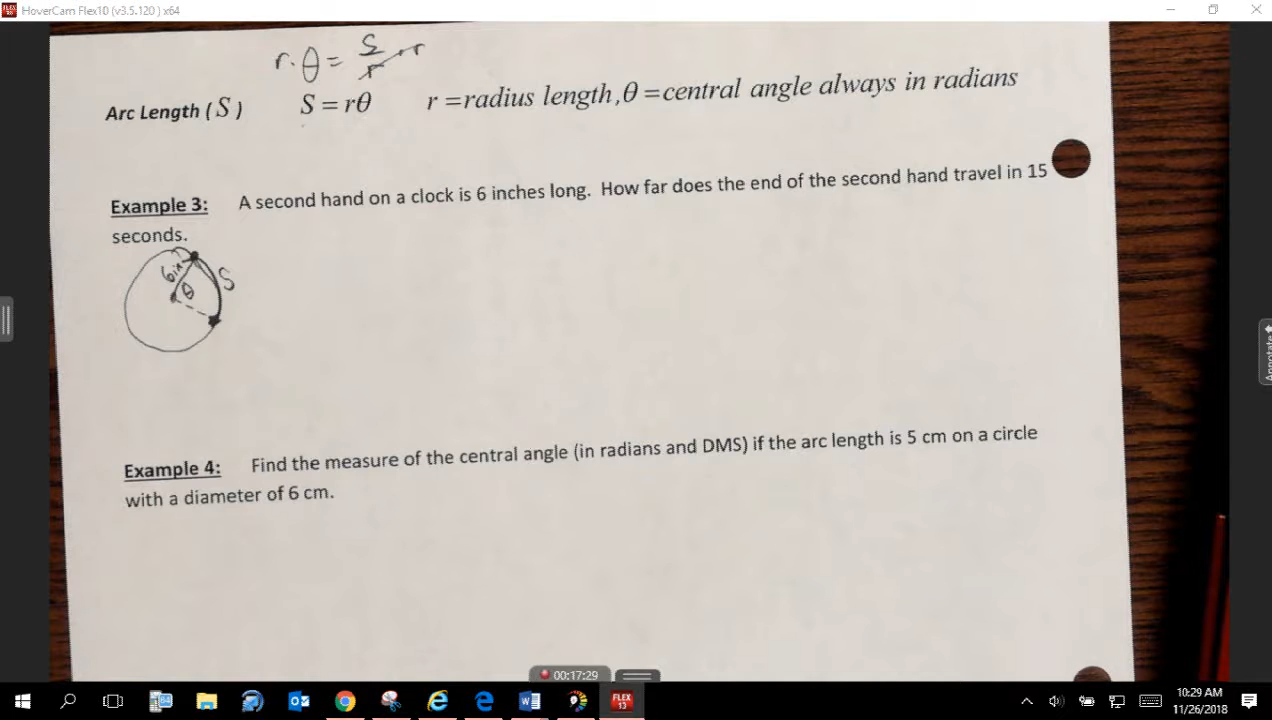 HoverCam Flex10 (v3.5.120 ) x64
r·θ = S/r ·r
Arc Length ( S ) S = rθ r =radius length,θ =central angle always in radians
Example 3: A second hand on a clock is 6 inches long. How far does the end of the second hand travel in 15
seconds.
6in θ S
Example 4: Find the measure of the central angle (in radians and DMS) if the arc length is 5 cm on a circle
with a diameter of 6 cm.
Annotate
00:17:29
FLEX
13
10:29 AM
11/26/2018